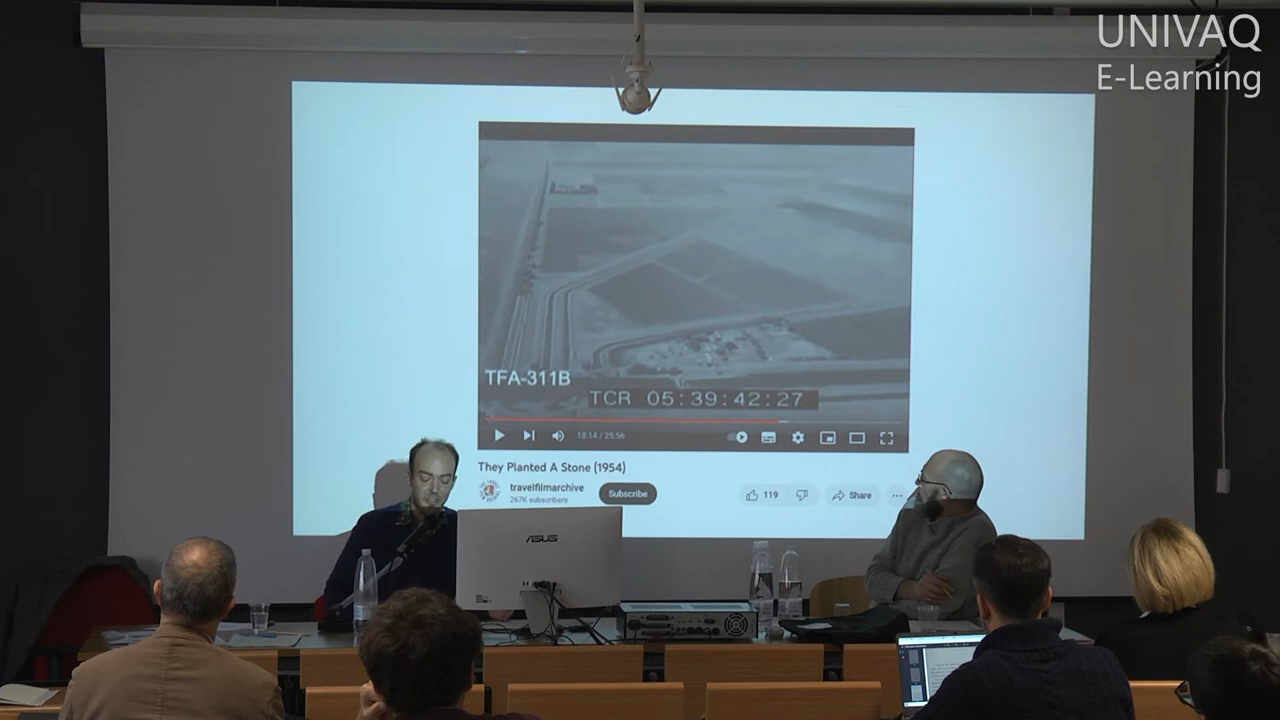 UNIVAQ
E-Learning
TFA-311B
TCR 05:39:42:27
18:14 / 25:56
They Planted A Stone (1954)
travelfilmarchive
267K subscribers
Subscribe
119
Share
ASUS